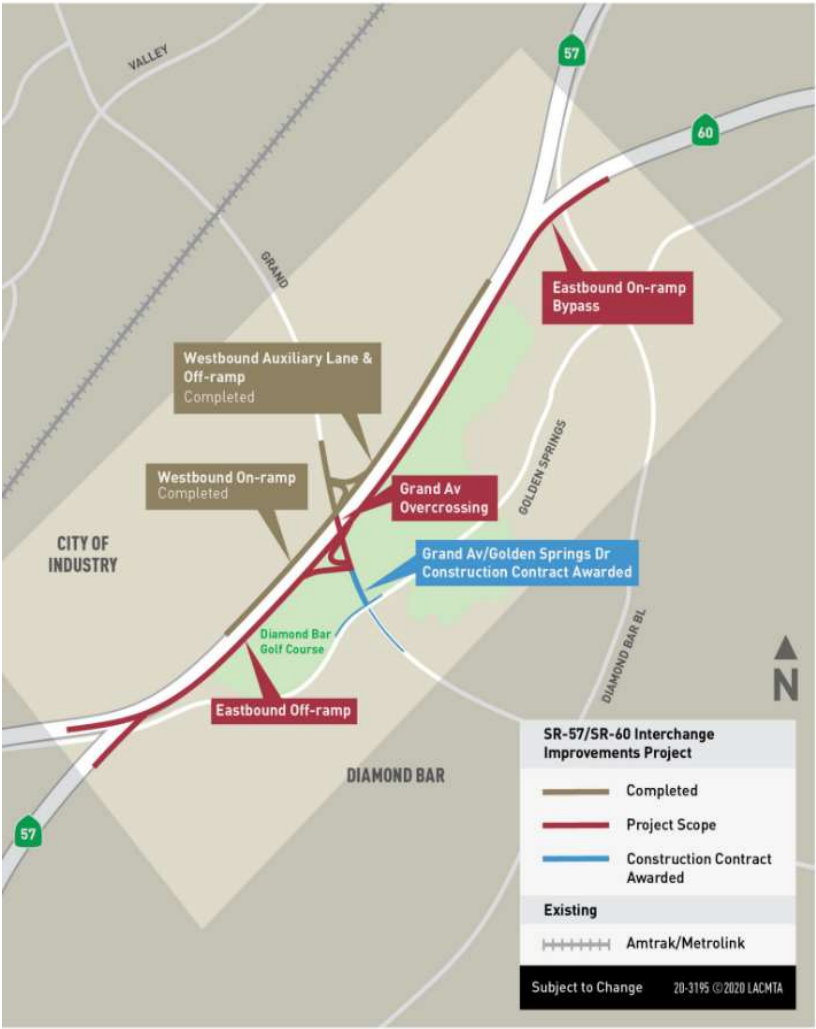 57
VALLEY
60
GRAND
Eastbound On-ramp
Bypass
Westbound Auxiliary Lane &
Off-ramp
Completed
GOLDEN SPRINGS
Westbound On-ramp
Completed
Grand Av
Overcrossing
CITY OF
INDUSTRY
Grand Av/Golden Springs Dr
Construction Contract Awarded
Diamond Bar
Golf Course
DIAMOND BAR BL
N
Eastbound Off-ramp
DIAMOND BAR
57
SR-57/SR-60 Interchange
Improvements Project
Completed
Project Scope
Construction Contract
Awarded
Existing
Amtrak/Metrolink
Subject to Change 20-3195 ©2020 LACMTA